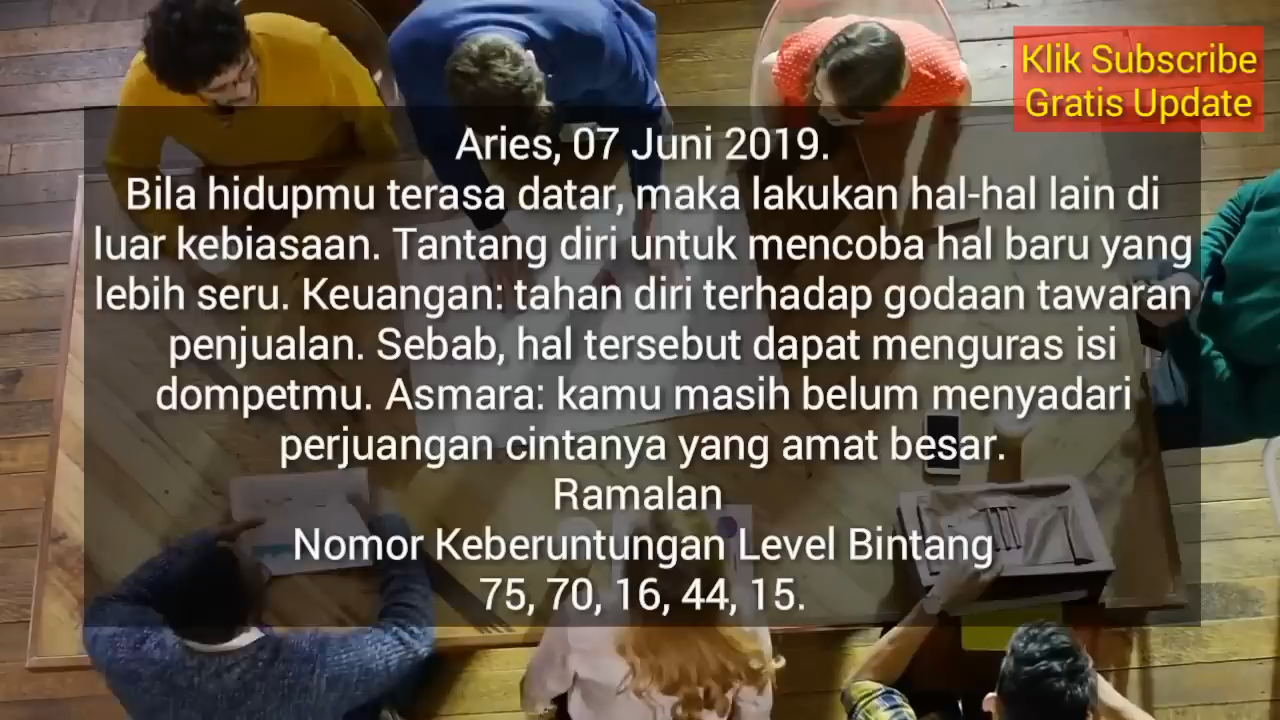 Klik Subscribe
Gratis Update
Aries, 07 Juni 2019.
Bila hidupmu terasa datar, maka lakukan hal-hal lain di
luar kebiasaan. Tantang diri untuk mencoba hal baru yang
lebih seru. Keuangan: tahan diri terhadap godaan tawaran
penjualan. Sebab, hal tersebut dapat menguras isi
dompetmu. Asmara: kamu masih belum menyadari
perjuangan cintanya yang amat besar.
Ramalan
Nomor Keberuntungan Level Bintang
75, 70, 16, 44, 15.